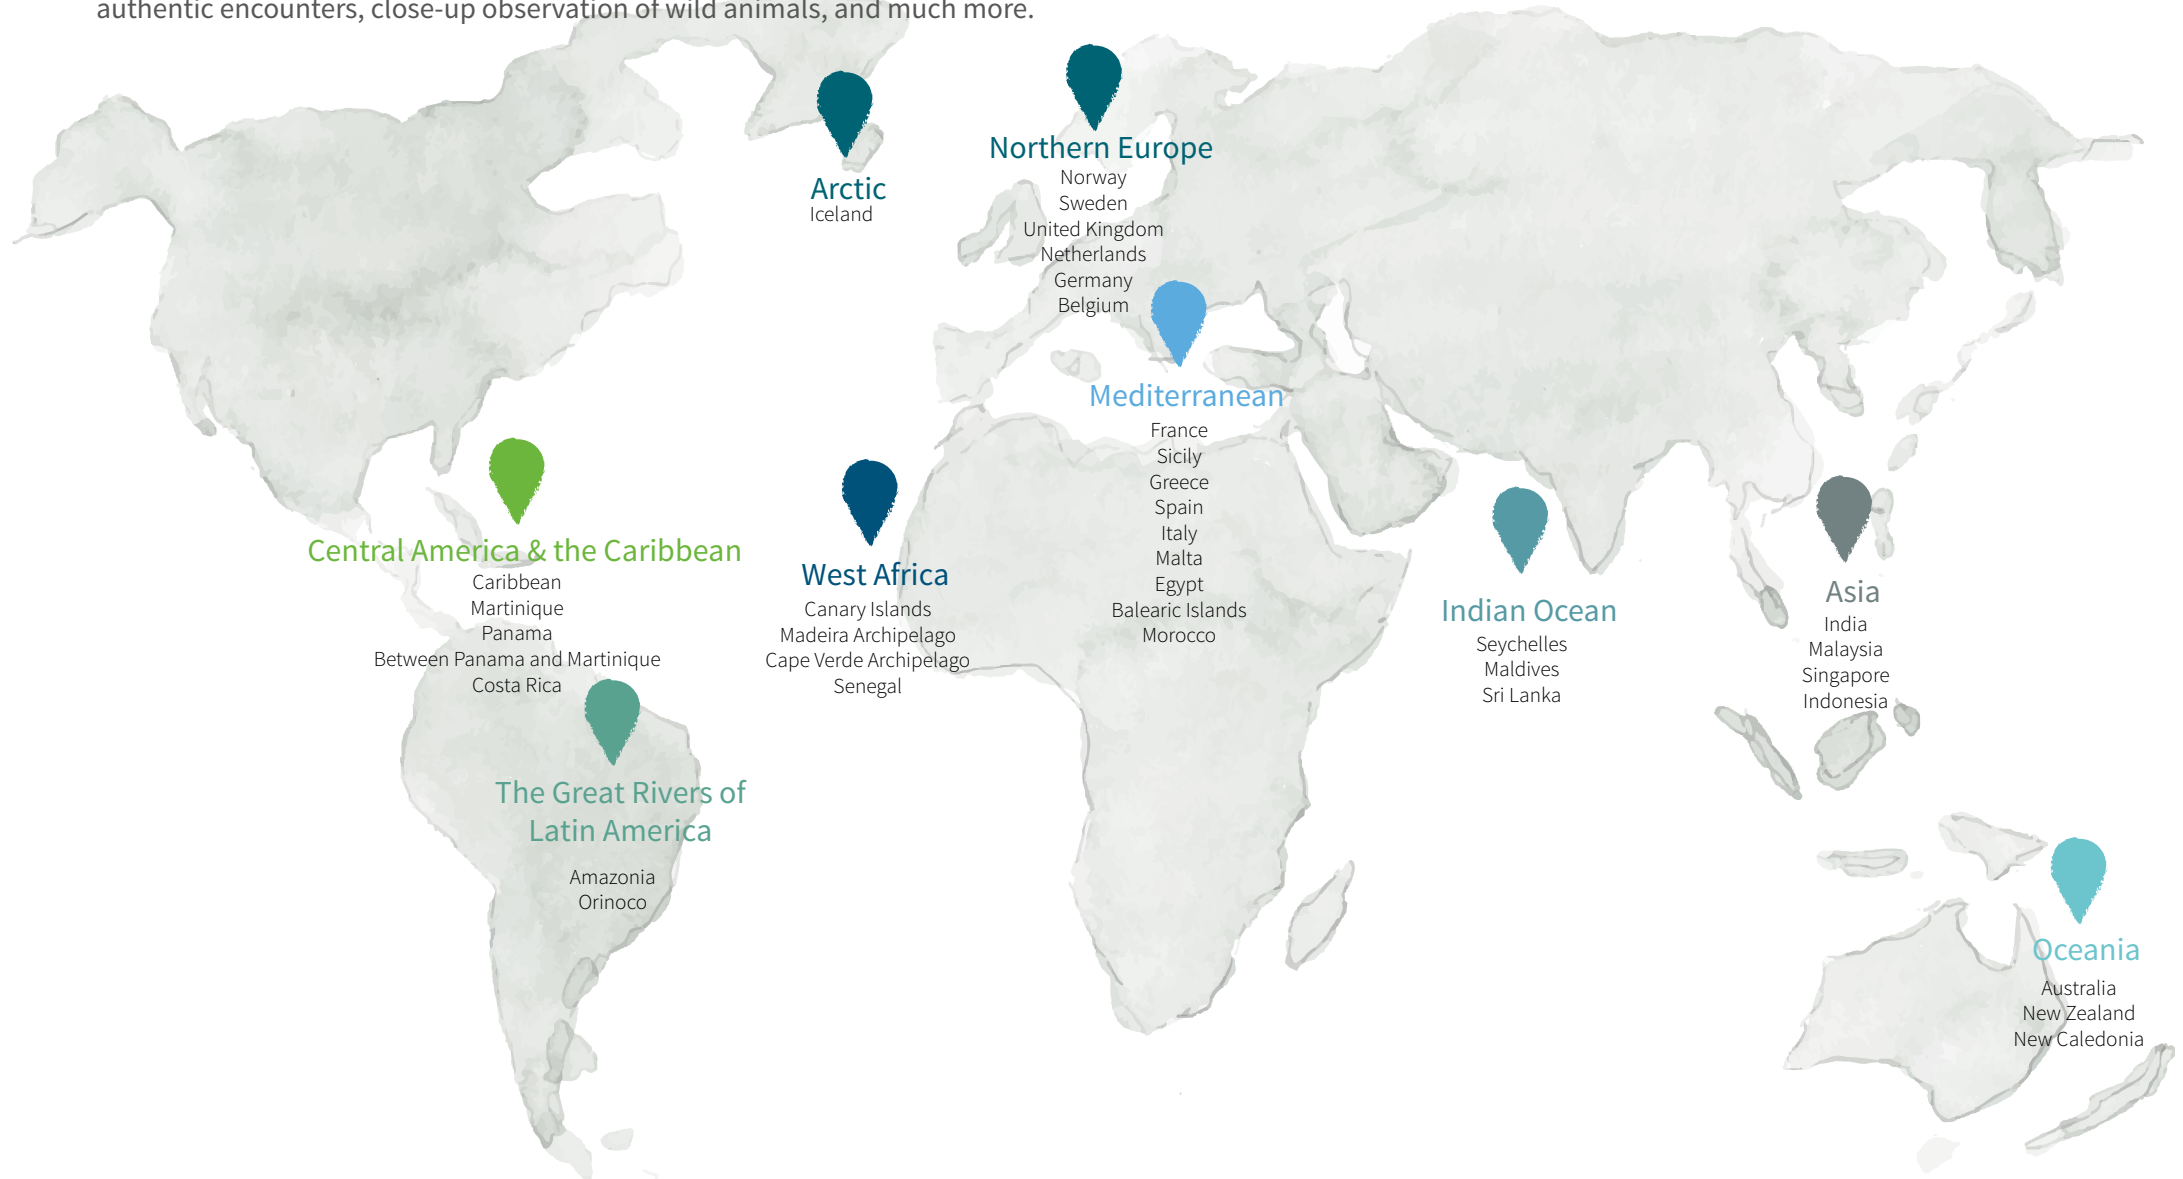 authentic encounters, close-up observation of wild animals, and much more.
Arctic
Iceland
Northern Europe
Norway
Sweden
United Kingdom
Netherlands
Germany
Belgium
Mediterranean
France
Sicily
Greece
Spain
Italy
Malta
Egypt
Balearic Islands
Morocco
Central America & the Caribbean
Caribbean
Martinique
Panama
Between Panama and Martinique
Costa Rica
West Africa
Canary Islands
Madeira Archipelago
Cape Verde Archipelago
Senegal
Indian Ocean
Seychelles
Maldives
Sri Lanka
Asia
India
Malaysia
Singapore
Indonesia
The Great Rivers of
Latin America
Amazonia
Orinoco
Oceania
Australia
New Zealand
New Caledonia